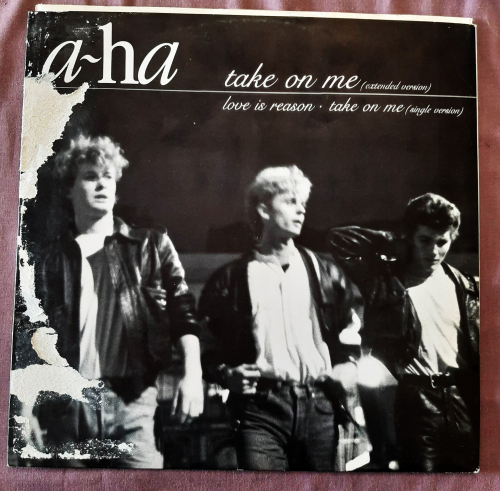 a-ha
take on me (extended version)
love is reason · take on me (single version)